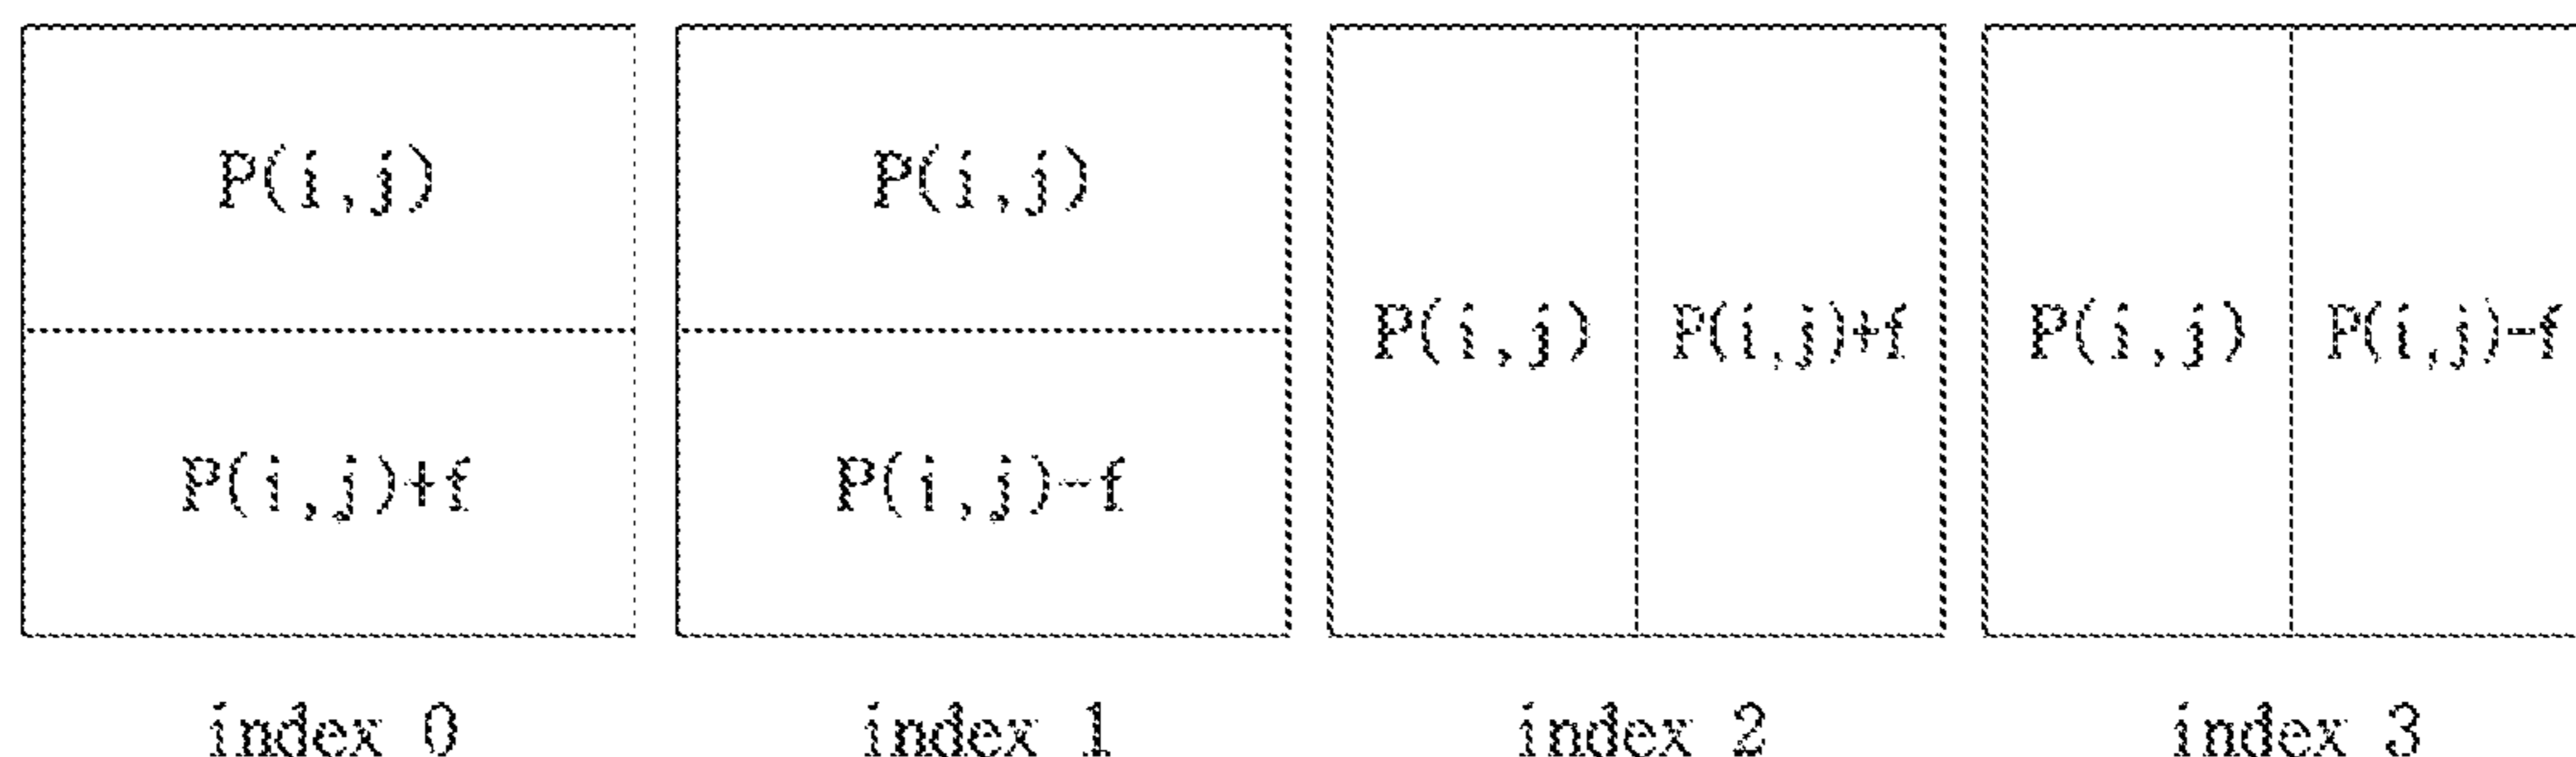 P(i,j) P(i,j)
P(i,j) P(i,j)+f P(i,j) P(i,j)-f
P(i,j)+f P(i,j)-f
index 0 index 1 index 2 index 3